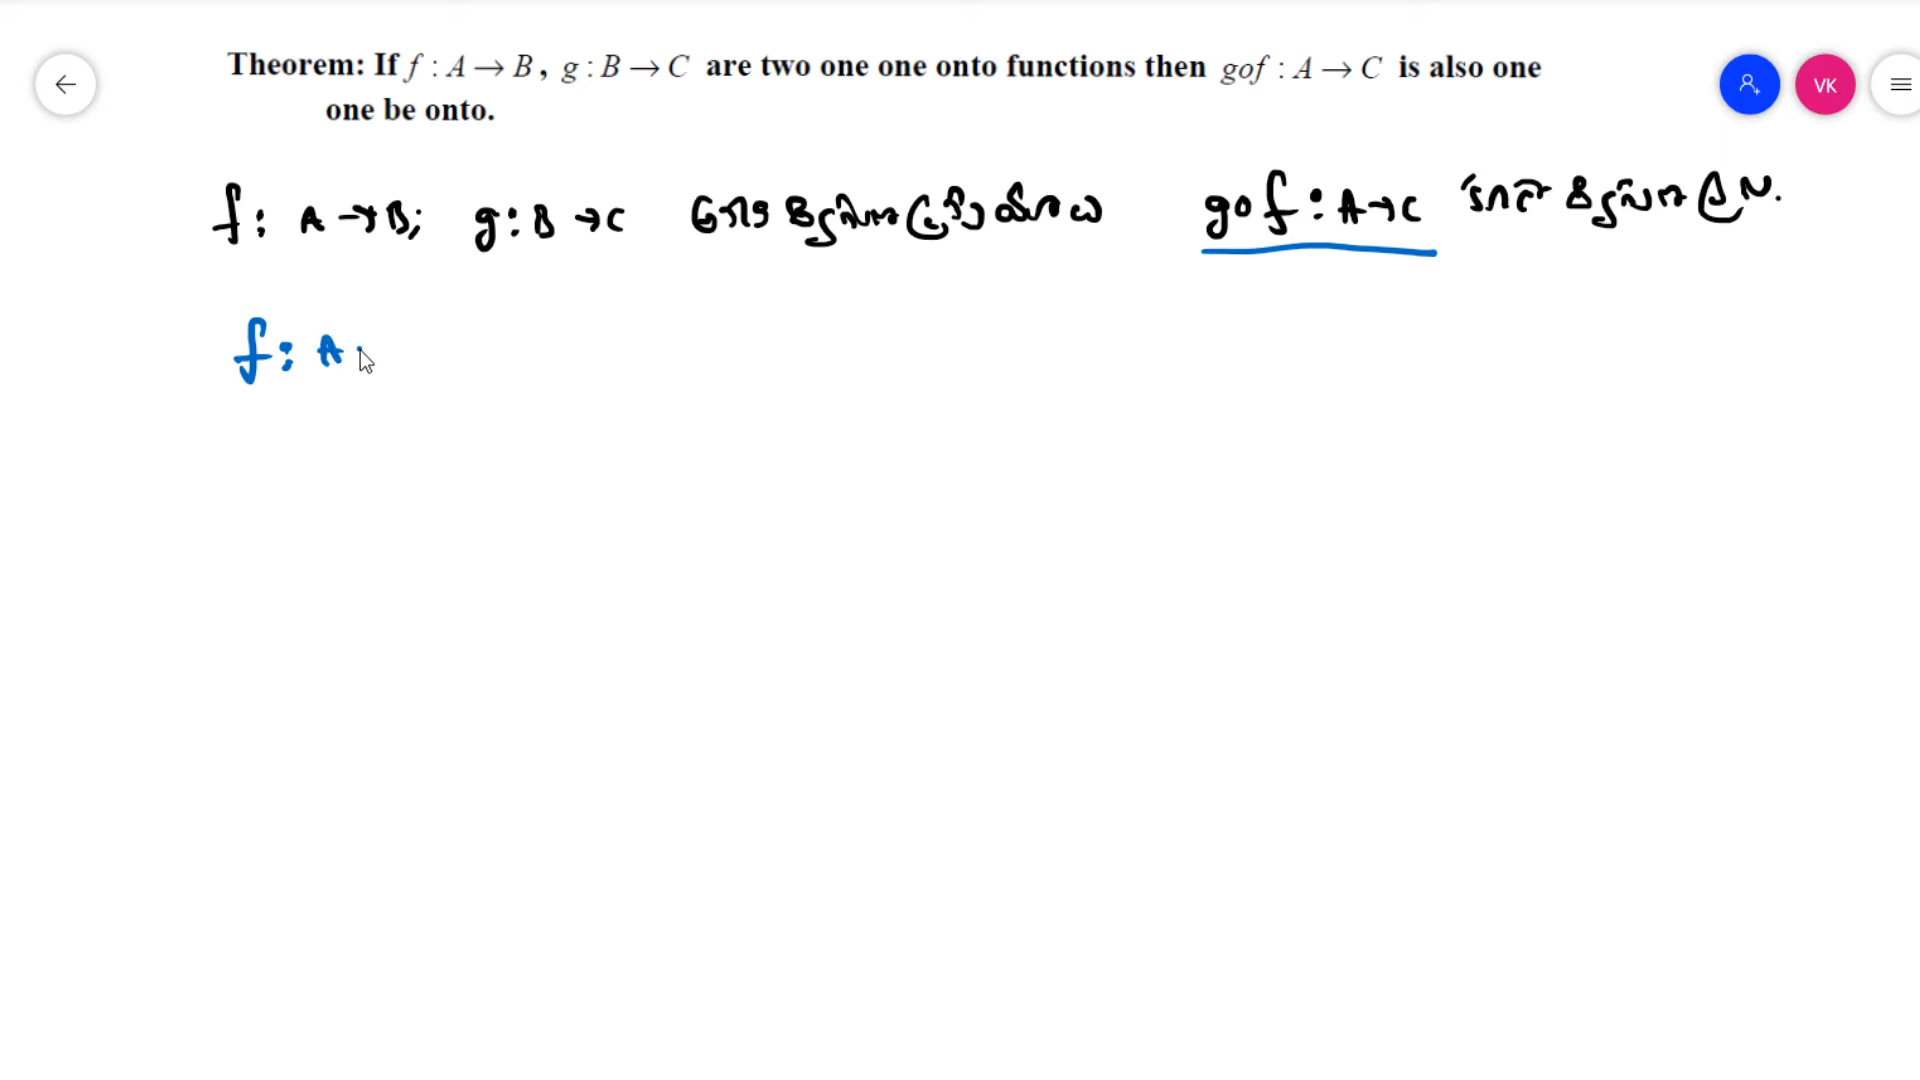 Theorem: If f : A → B, g : B → C are two one one onto functions then gof : A → C is also one
one be onto.
VK
f : A → B; g : B → C gof : A → C
f : A